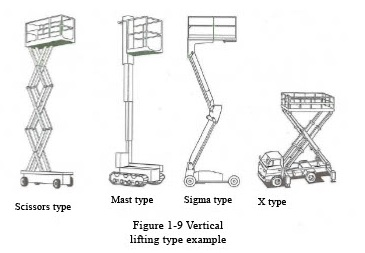 Scissors type
Mast type
Sigma type
X type
Figure 1-9 Vertical
lifting type example